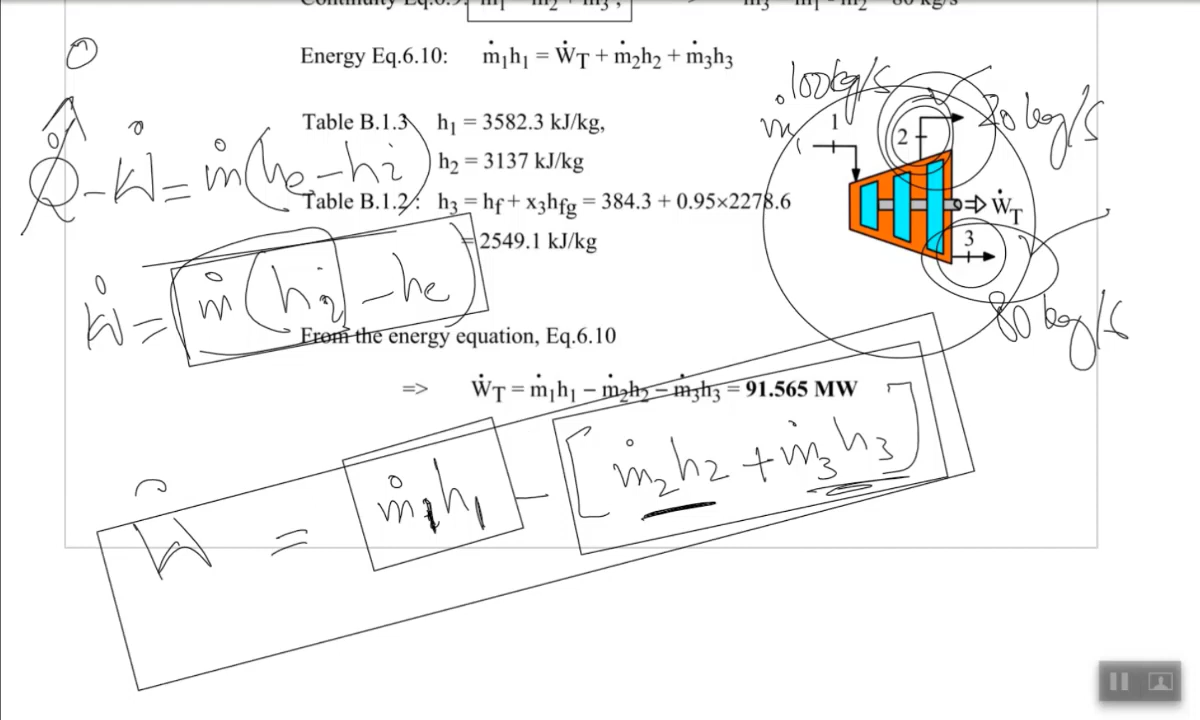 Energy Eq.6.10: ṁ₁h₁ = ẆT + ṁ₂h₂ + ṁ₃h₃
Table B.1.3 h₁ = 3582.3 kJ/kg,
h₂ = 3137 kJ/kg
Table B.1.2: h₃ = hf + x₃hfg = 384.3 + 0.95×2278.6
= 2549.1 kJ/kg
From the energy equation, Eq.6.10
=> ẆT = ṁ₁h₁ − ṁ₂h₂ − ṁ₃h₃ = 91.565 MW
0
Q̇ − Ẇ = ṁ(he − hi)
Ẇ = ṁ(hi − he)
Ẇ = ṁ₁h₁ − [ṁ₂h₂ + ṁ₃h₃]
100 kg/s
ṁ₁
1
2
20 kg/s
ẆT
3
80 kg/s